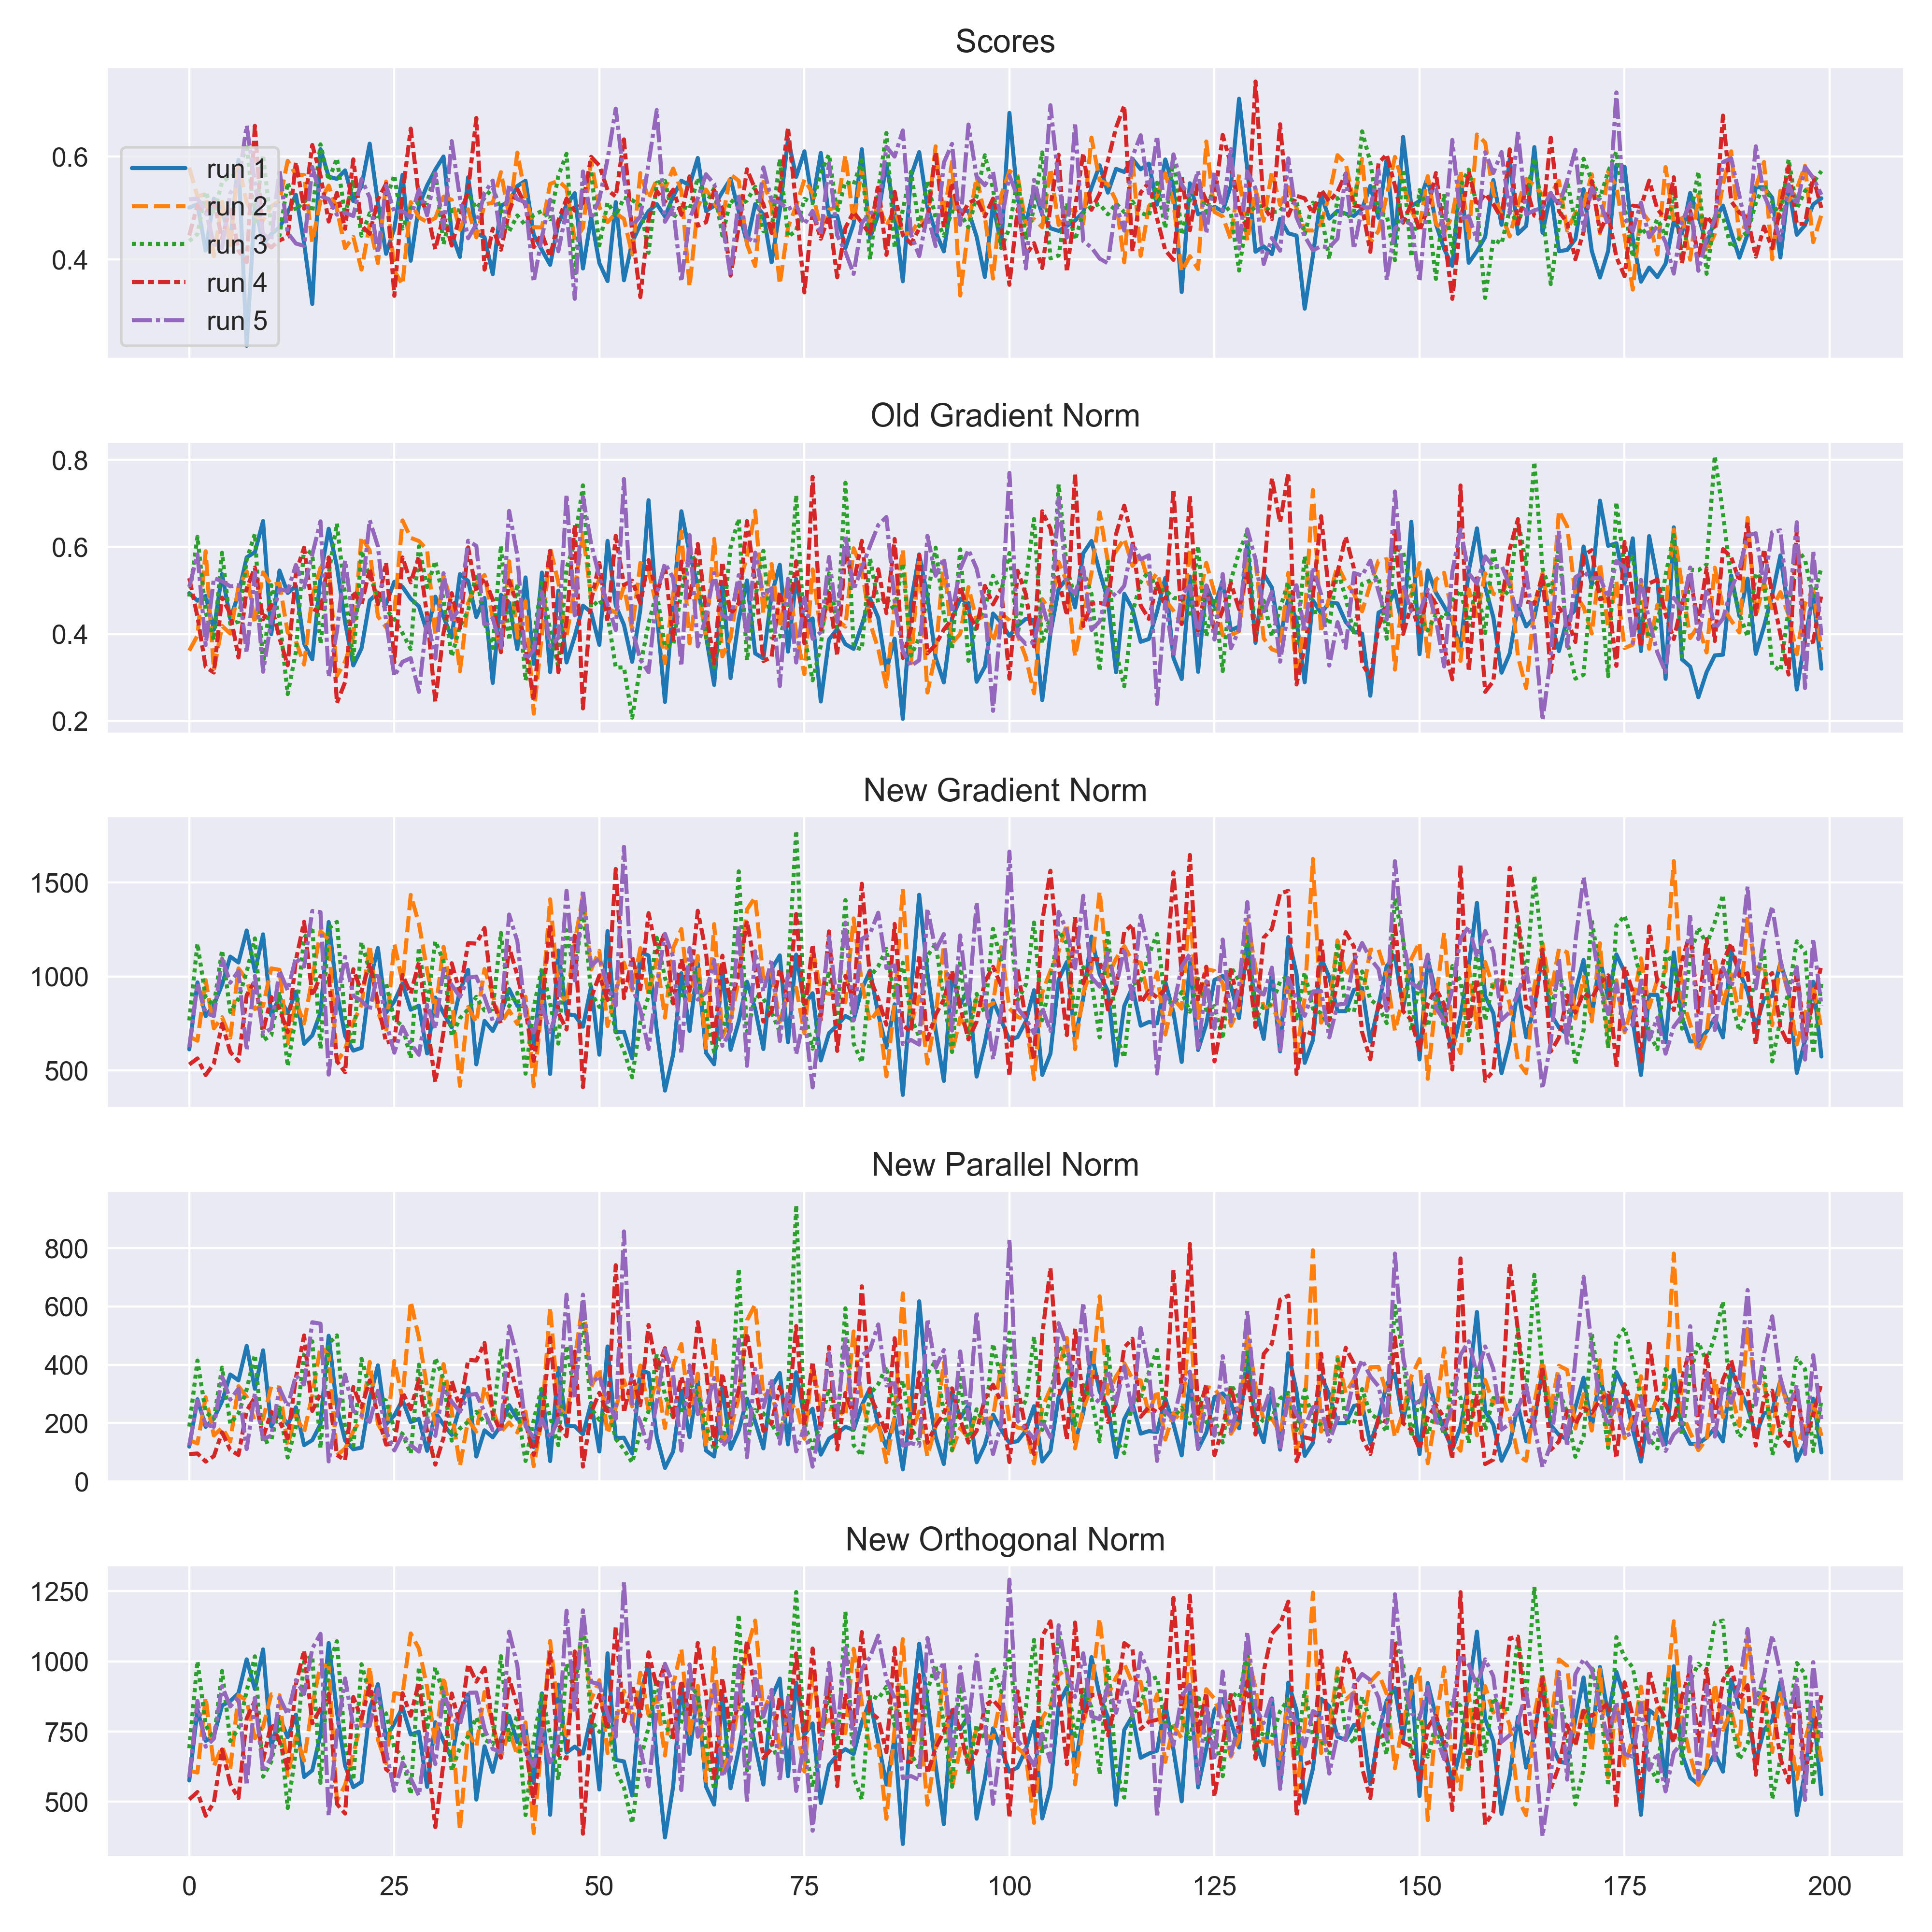 Scores
0.6
0.4
run 1
run 2
run 3
run 4
run 5
Old Gradient Norm
0.8
0.6
0.4
0.2
New Gradient Norm
1500
1000
500
New Parallel Norm
800
600
400
200
0
New Orthogonal Norm
1250
1000
750
500
0 25 50 75 100 125 150 175 200